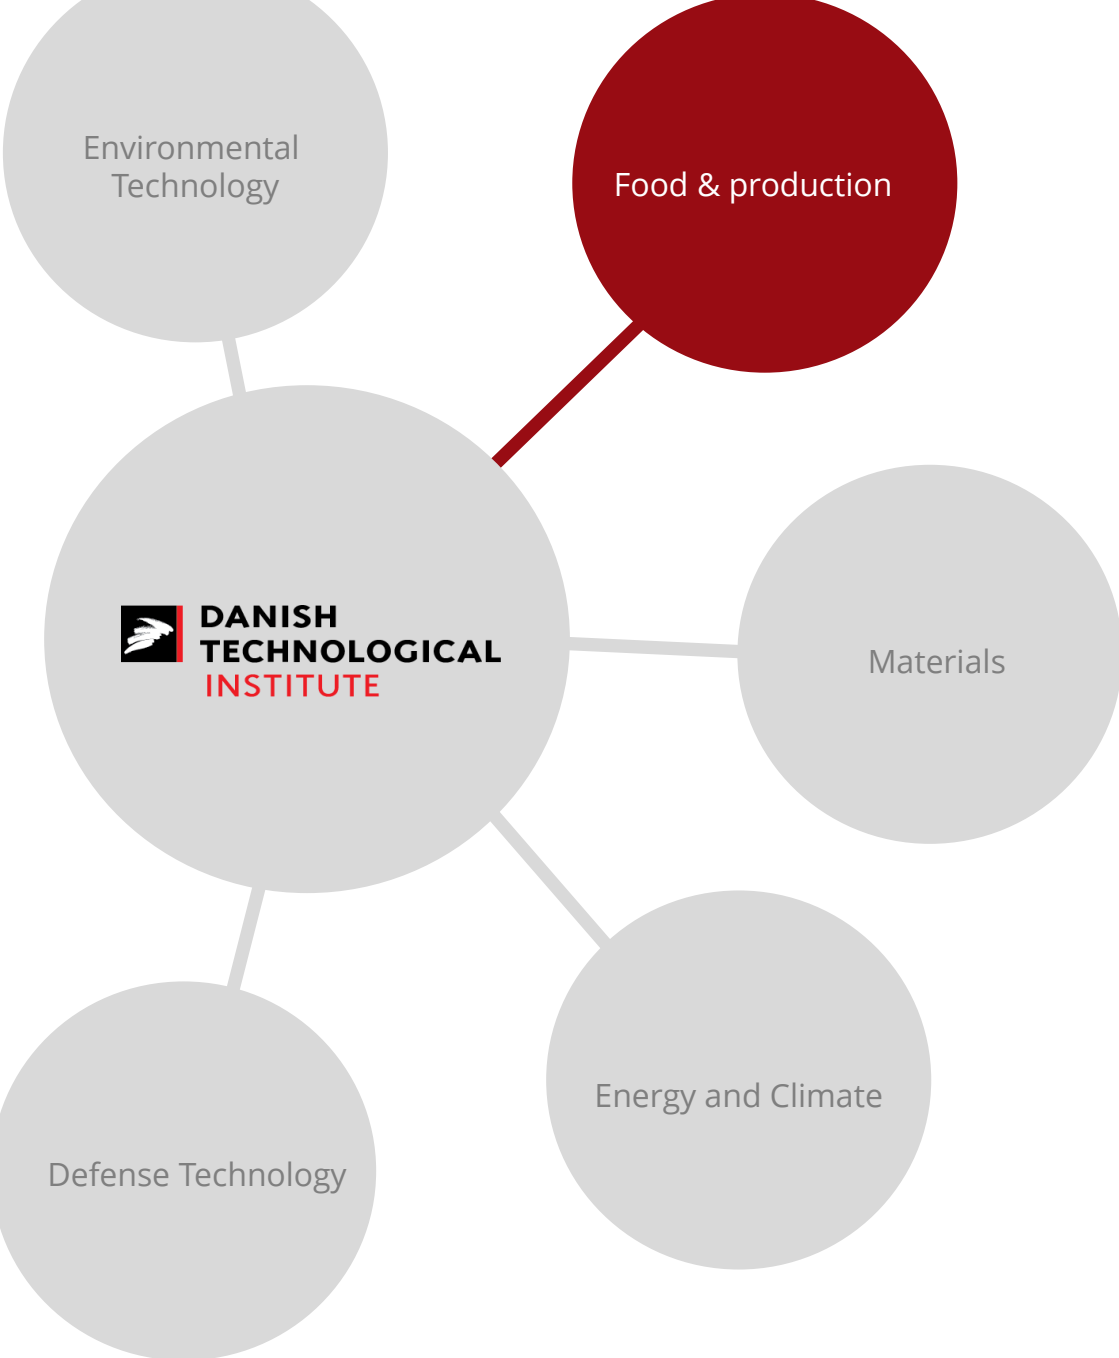 Environmental
Technology
Food & production
DANISH
TECHNOLOGICAL
INSTITUTE
Materials
Energy and Climate
Defense Technology